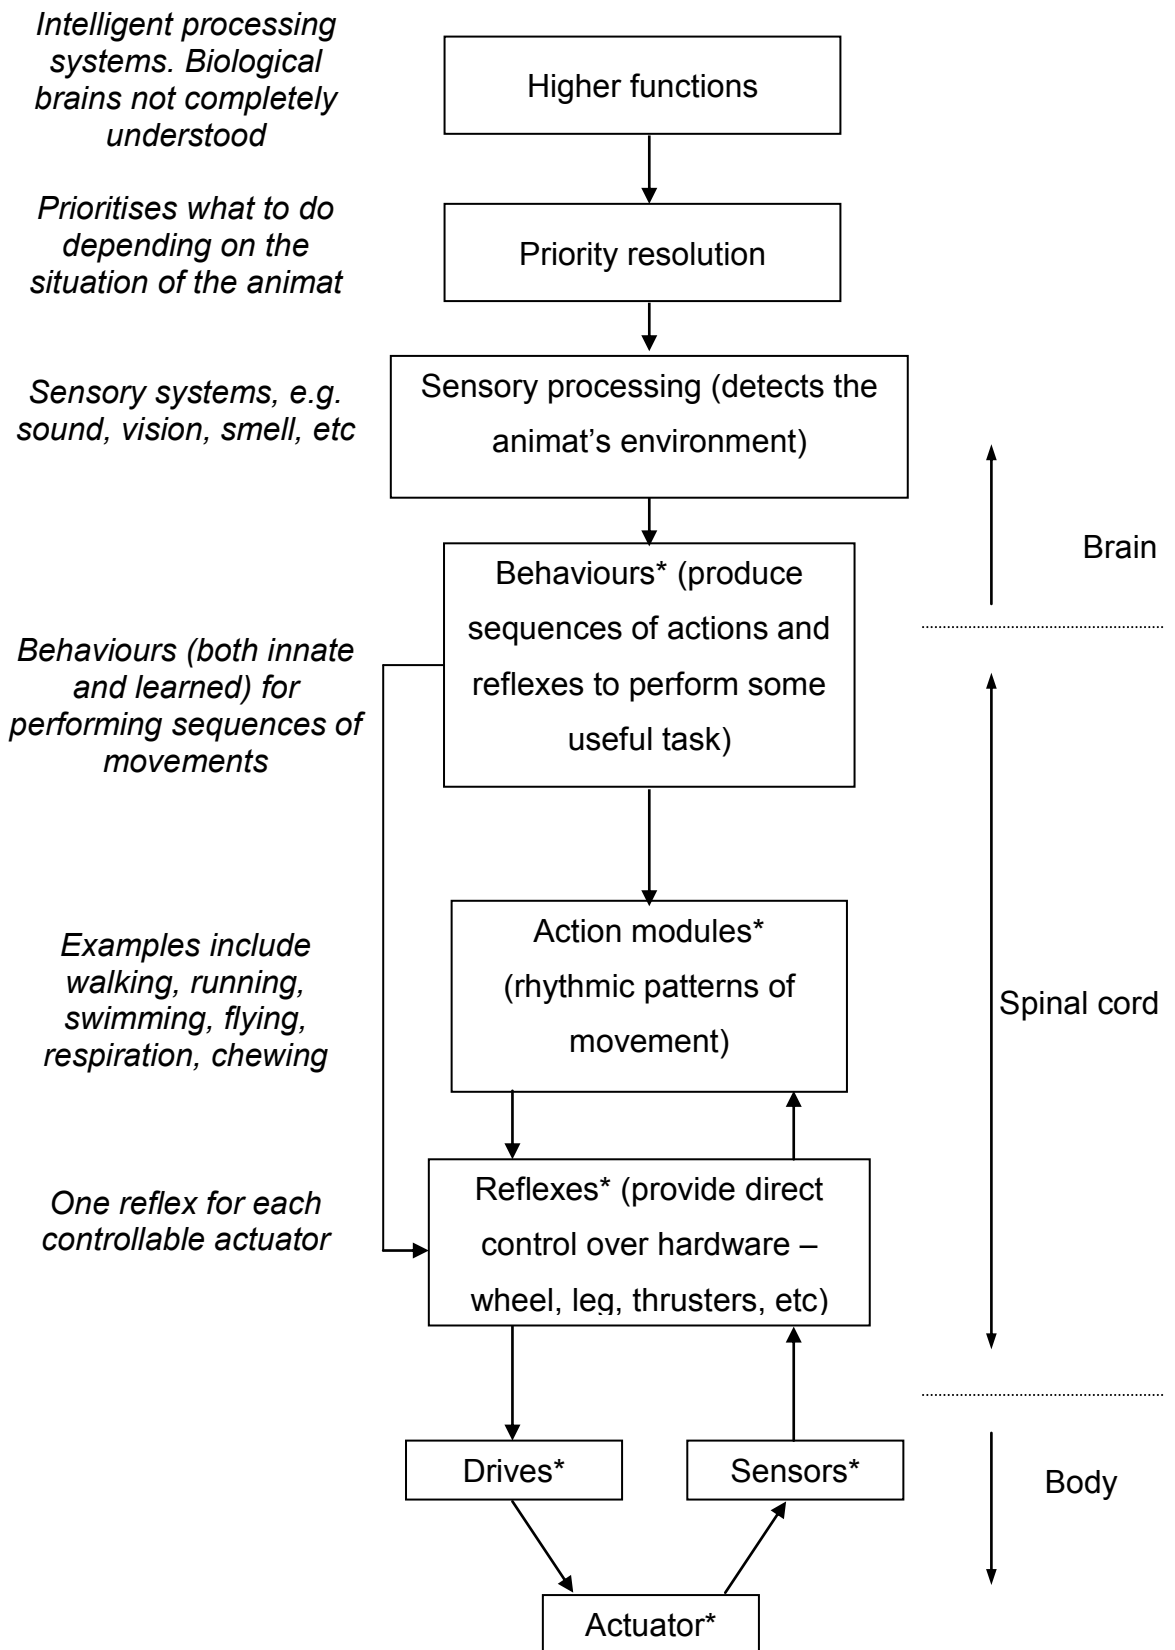 Intelligent processing
systems. Biological
brains not completely
understood
Higher functions
Prioritises what to do
depending on the
situation of the animat
Priority resolution
Sensory systems, e.g.
sound, vision, smell, etc
Sensory processing (detects the
animat’s environment)
Brain
Behaviours* (produce
sequences of actions and
reflexes to perform some
useful task)
Behaviours (both innate
and learned) for
performing sequences of
movements
Action modules*
(rhythmic patterns of
movement)
Examples include
walking, running,
swimming, flying,
respiration, chewing
Spinal cord
Reflexes* (provide direct
control over hardware –
wheel, leg, thrusters, etc)
One reflex for each
controllable actuator
Drives*
Sensors*
Body
Actuator*